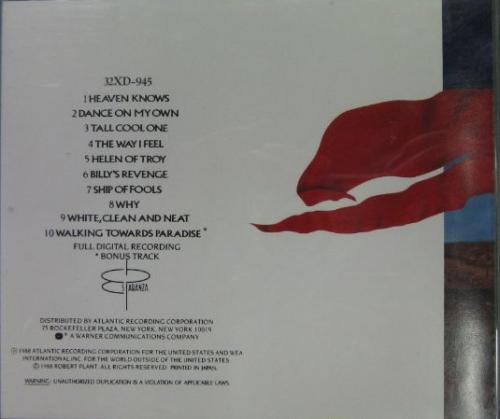 32XD-945
1 HEAVEN KNOWS
2 DANCE ON MY OWN
3 TALL COOL ONE
4 THE WAY I FEEL
5 HELEN OF TROY
6 BILLY'S REVENGE
7 SHIP OF FOOLS
8 WHY
9 WHITE, CLEAN AND NEAT
10 WALKING TOWARDS PARADISE *
FULL DIGITAL RECORDING
* BONUS TRACK
ES PARANZA
DISTRIBUTED BY ATLANTIC RECORDING CORPORATION
75 ROCKEFELLER PLAZA, NEW YORK, NEW YORK 10019
® A WARNER COMMUNICATIONS COMPANY
℗ 1988 ATLANTIC RECORDING CORPORATION FOR THE UNITED STATES AND WEA
INTERNATIONAL INC. FOR THE WORLD OUTSIDE OF THE UNITED STATES.
© 1988 ROBERT PLANT. ALL RIGHTS RESERVED. PRINTED IN JAPAN.
WARNING: UNAUTHORIZED DUPLICATION IS A VIOLATION OF APPLICABLE LAWS.